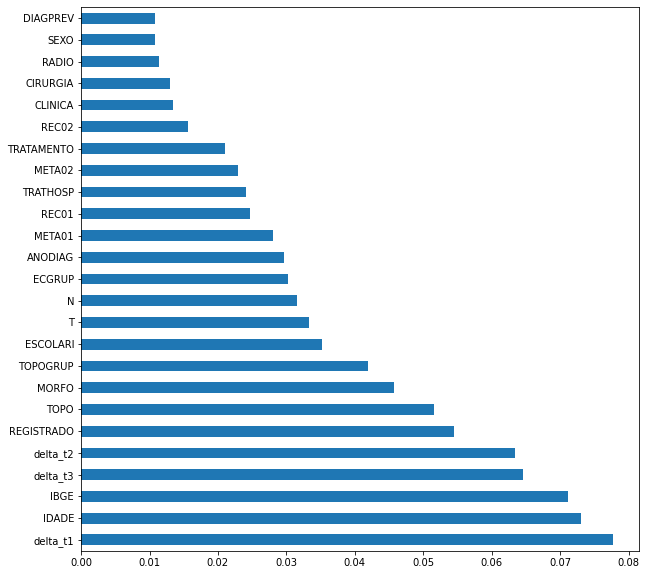 DIAGPREV
SEXO
RADIO
CIRURGIA
CLINICA
REC02
TRATAMENTO
META02
TRATHOSP
REC01
META01
ANODIAG
ECGRUP
N
T
ESCOLARI
TOPOGRUP
MORFO
TOPO
REGISTRADO
delta_t2
delta_t3
IBGE
IDADE
delta_t1
0.00 0.01 0.02 0.03 0.04 0.05 0.06 0.07 0.08